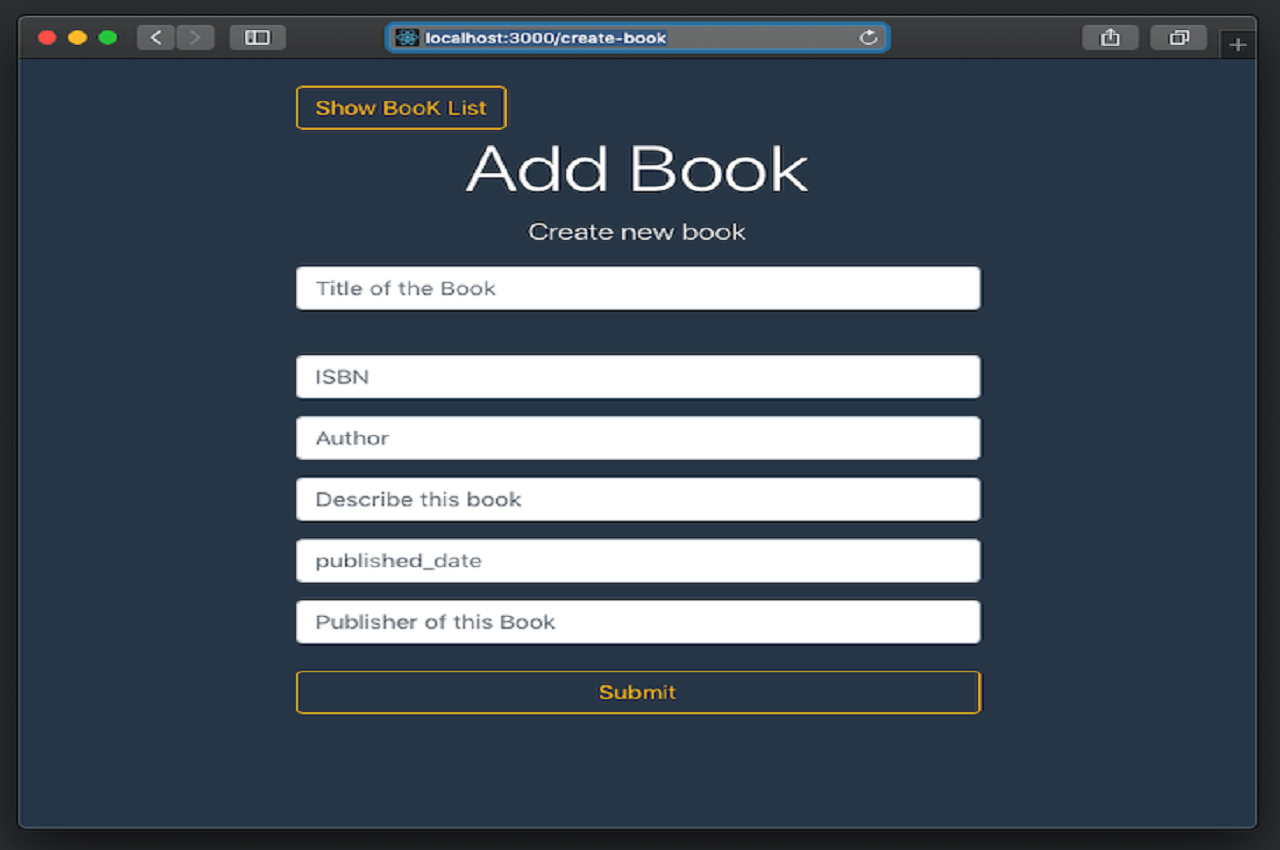 localhost:3000/create-book
Show BooK List
Add Book
Create new book
Title of the Book
ISBN
Author
Describe this book
published_date
Publisher of this Book
Submit